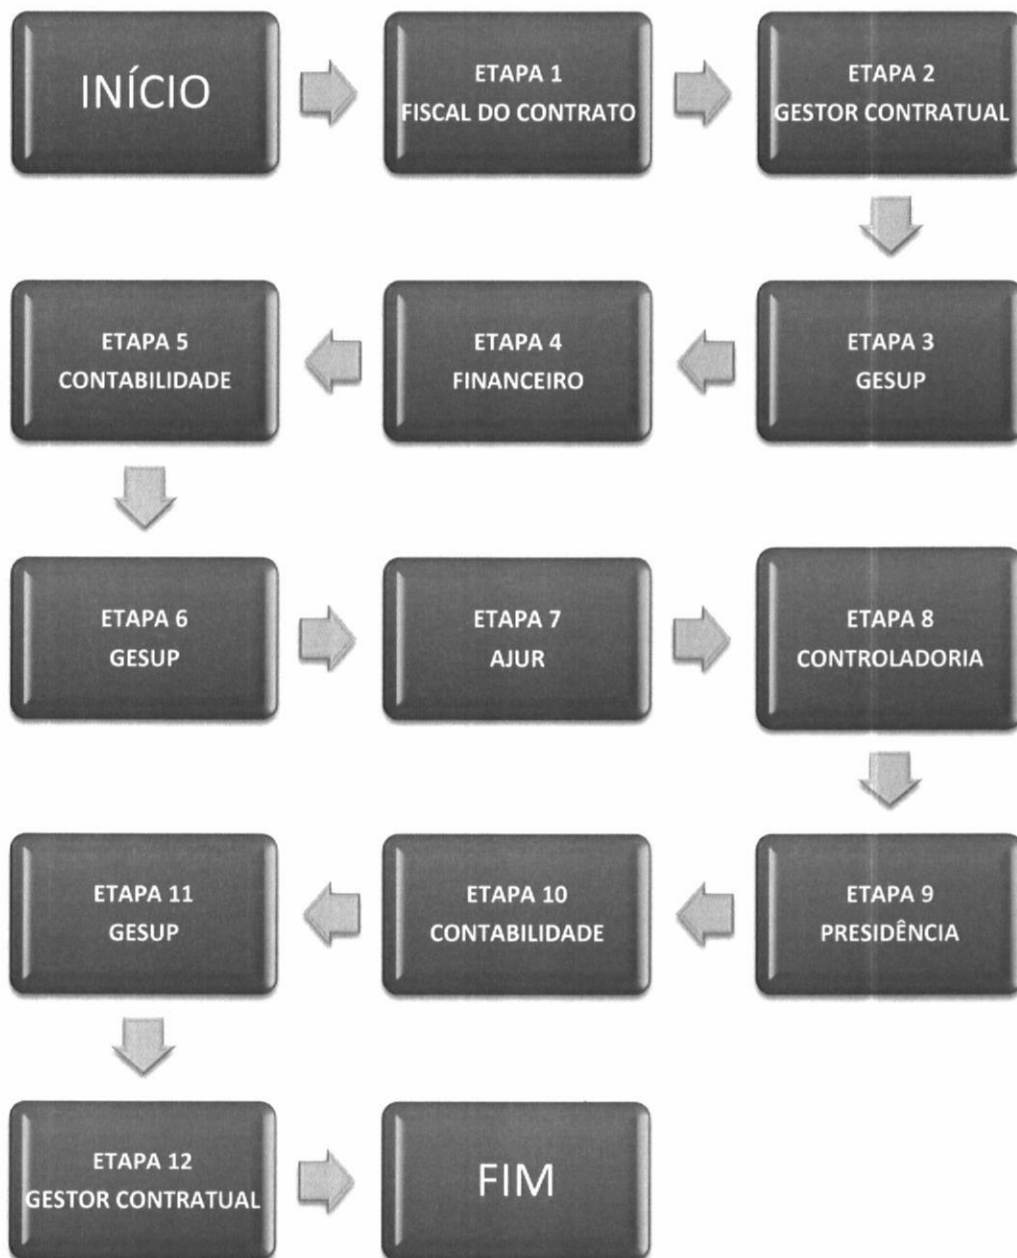 INÍCIO
ETAPA 1
FISCAL DO CONTRATO
ETAPA 2
GESTOR CONTRATUAL
ETAPA 3
GESUP
ETAPA 4
FINANCEIRO
ETAPA 5
CONTABILIDADE
ETAPA 6
GESUP
ETAPA 7
AJUR
ETAPA 8
CONTROLADORIA
ETAPA 9
PRESIDÊNCIA
ETAPA 10
CONTABILIDADE
ETAPA 11
GESUP
ETAPA 12
GESTOR CONTRATUAL
FIM